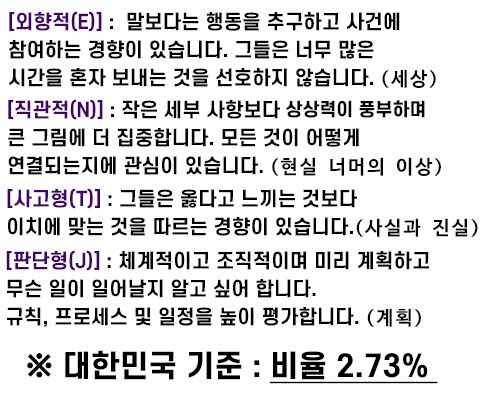 [외향적(E)] : 말보다는 행동을 추구하고 사건에
참여하는 경향이 있습니다. 그들은 너무 많은
시간을 혼자 보내는 것을 선호하지 않습니다. (세상)
[직관적(N)] : 작은 세부 사항보다 상상력이 풍부하며
큰 그림에 더 집중합니다. 모든 것이 어떻게
연결되는지에 관심이 있습니다. (현실 너머의 이상)
[사고형(T)] : 그들은 옳다고 느끼는 것보다
이치에 맞는 것을 따르는 경향이 있습니다.(사실과 진실)
[판단형(J)] : 체계적이고 조직적이며 미리 계획하고
무슨 일이 일어날지 알고 싶어 합니다.
규칙, 프로세스 및 일정을 높이 평가합니다. (계획)
※ 대한민국 기준 : 비율 2.73%